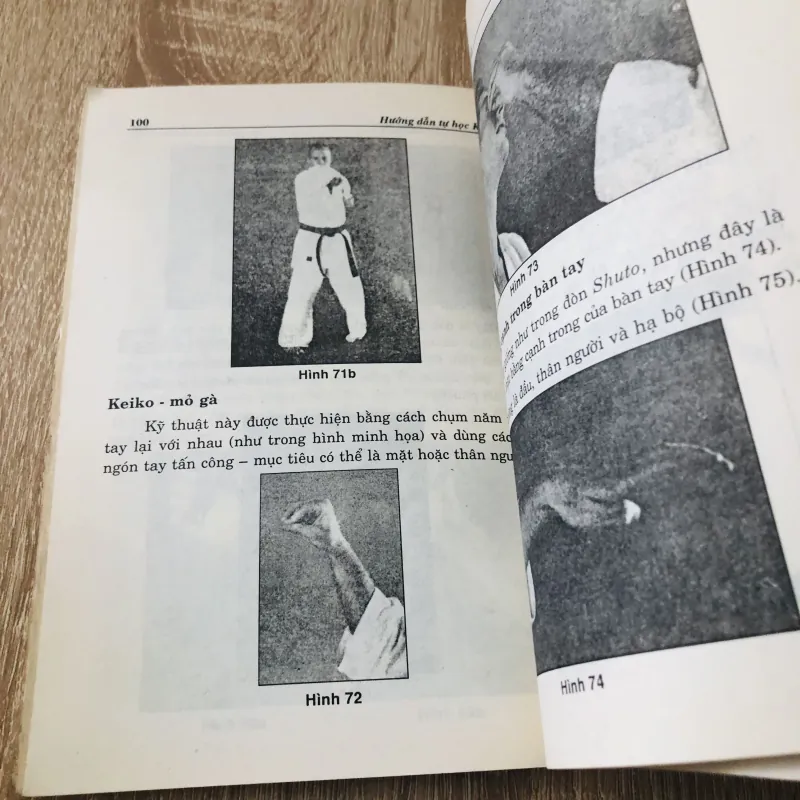 100
Hướng dẫn tự học
Hình 71b
Keiko - mỏ gà
Kỹ thuật này được thực hiện bằng cách chụm năm
tay lại với nhau (như trong hình minh họa) và dùng
ngón tay tấn công – mục tiêu có thể là mặt hoặc thân
Hình 72
Hình 73
trong bàn tay
như trong đòn Shuto, nhưng đây là
bằng cạnh trong của bàn tay (Hình 74).
là đầu, thân người và hạ bộ (Hình 75).
Hình 74